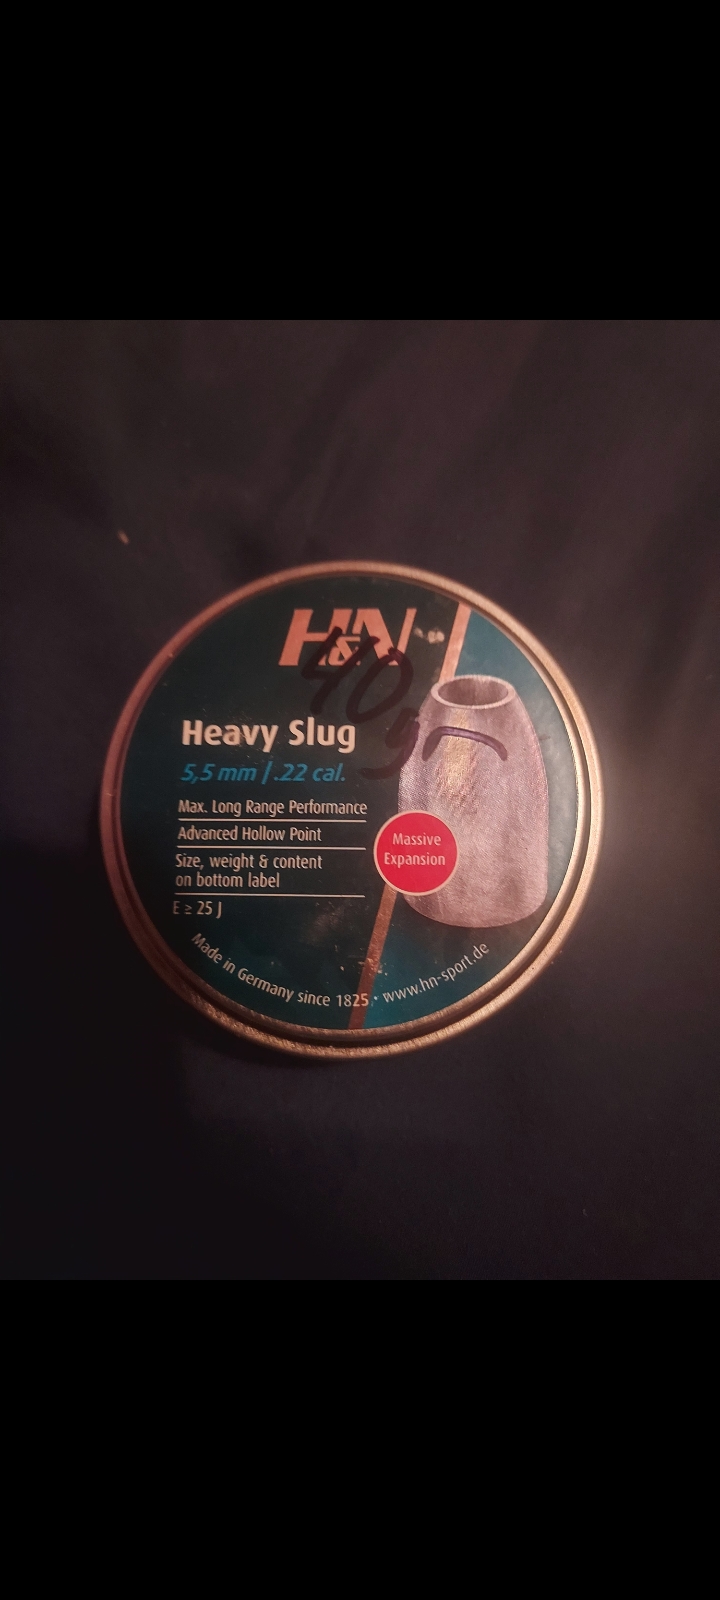 H&N
40gr
Heavy Slug
5,5 mm | .22 cal.
Max. Long Range Performance
Advanced Hollow Point
Size, weight & content
on bottom label
E ≥ 25 J
Massive
Expansion
Made in Germany since 1825 • www.hn-sport.de